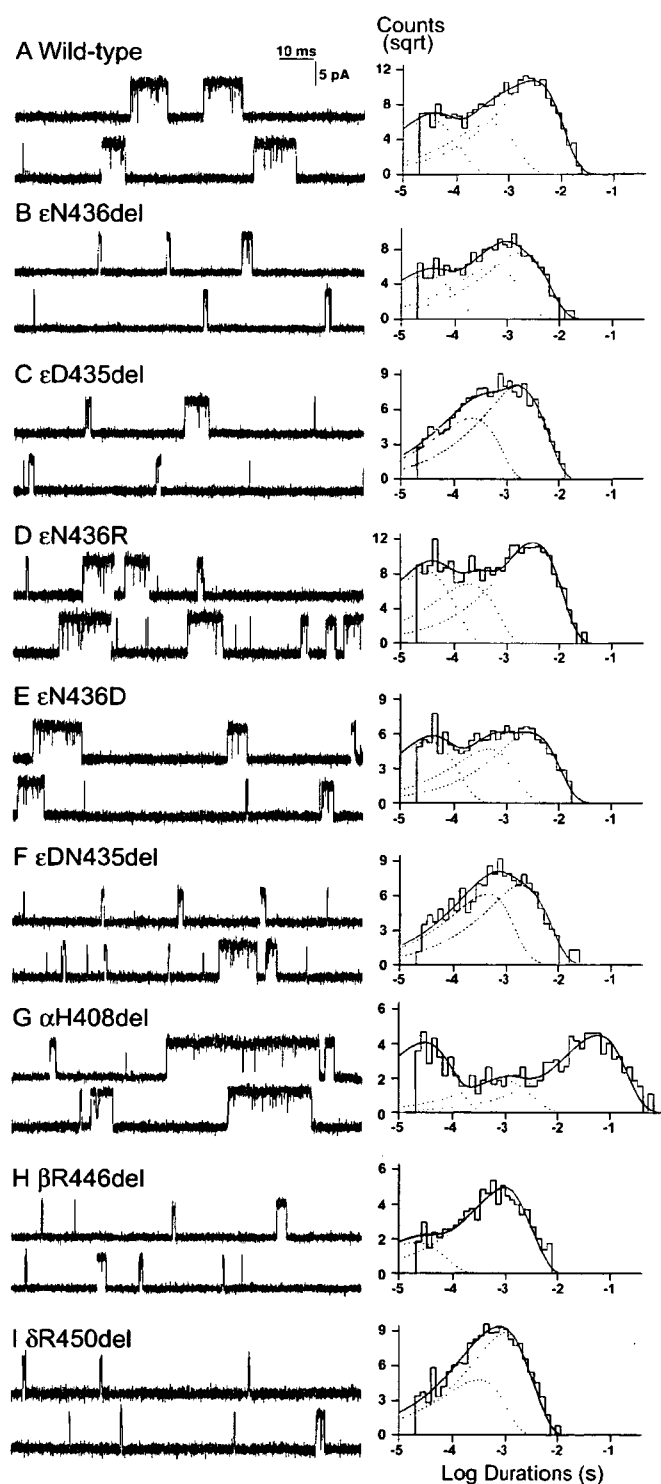 Counts
(sqrt)
A Wild-type
10 ms
5 pA
12
8
4
0
-5 -4 -3 -2 -1
B εN436del
8
4
0
-5 -4 -3 -2 -1
C εD435del
9
6
3
0
-5 -4 -3 -2 -1
D εN436R
12
9
6
3
0
-5 -4 -3 -2 -1
E εN436D
9
6
3
0
-5 -4 -3 -2 -1
F εDN435del
9
6
3
0
-5 -4 -3 -2 -1
G αH408del
6
4
2
0
-5 -4 -3 -2 -1
H βR446del
6
4
2
0
-5 -4 -3 -2 -1
I δR450del
9
6
3
0
-5 -4 -3 -2 -1
Log Durations (s)